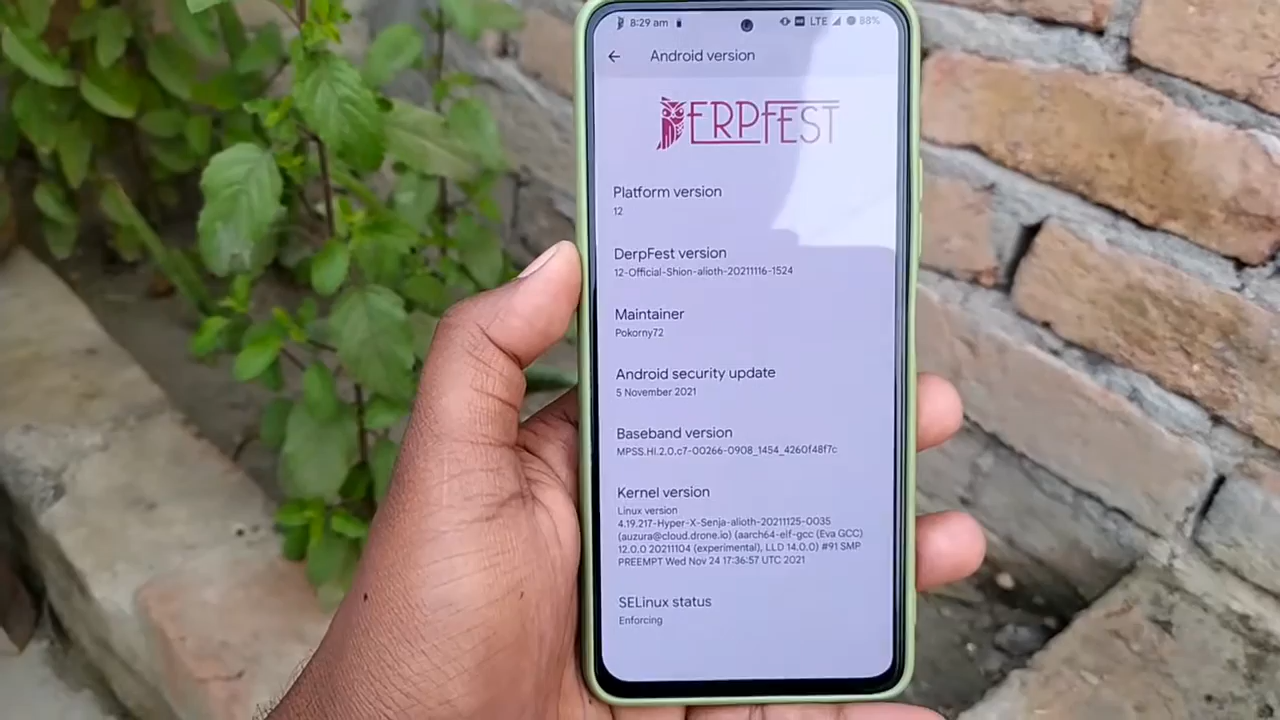 8:29 am LTE 88%
Android version
DERPFEST
Platform version
12
DerpFest version
12-Official-Shion-alioth-20211116-1524
Maintainer
Pokorny72
Android security update
5 November 2021
Baseband version
MPSS.HI.2.0.c7-00266-0908_1454_4260f48f7c
Kernel version
Linux version
4.19.217-Hyper-X-Senja-alioth-20211125-0035
(auzura@cloud.drone.io) (aarch64-elf-gcc (Eva GCC)
12.0.0 20211104 (experimental), LLD 14.0.0) #91 SMP
PREEMPT Wed Nov 24 17:36:57 UTC 2021
SELinux status
Enforcing